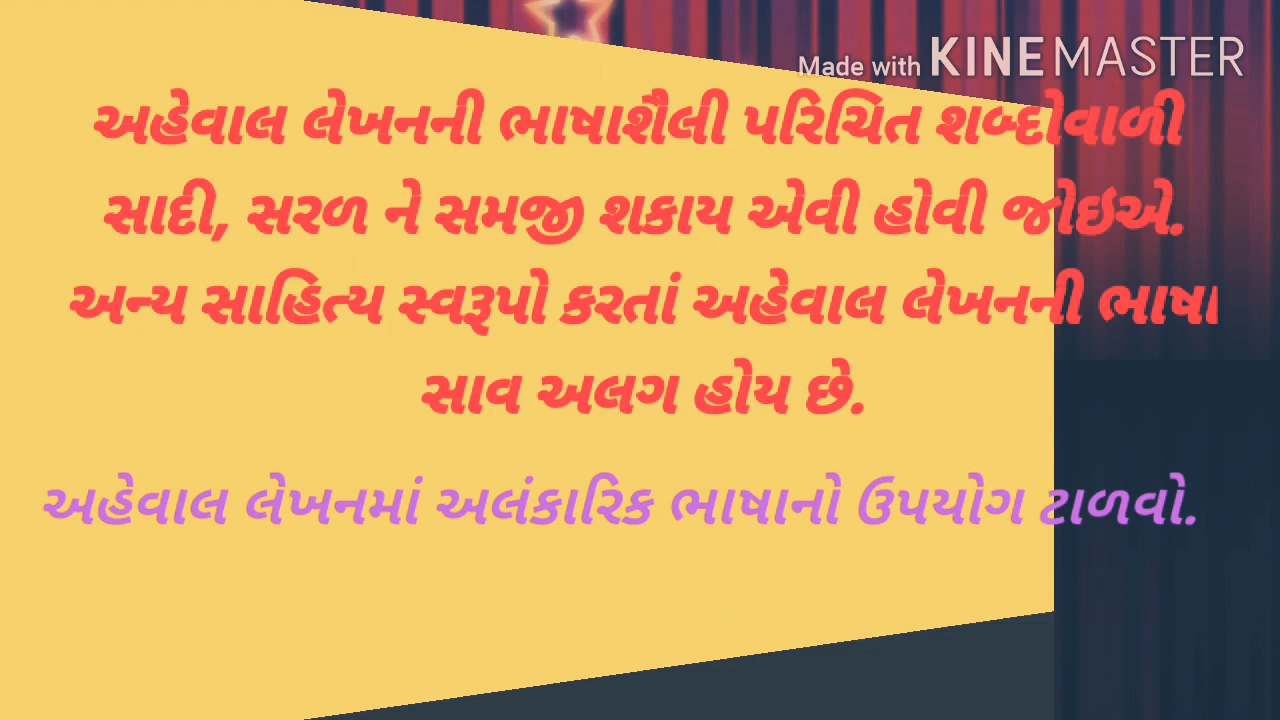 Made with KINEMASTER
અહેવાલ લેખનની ભાષાશૈલી પરિચિત શબ્દોવાળી
સાદી, સરળ ને સમજી શકાય એવી હોવી જોઇએ.
અન્ય સાહિત્ય સ્વરૂપો કરતાં અહેવાલ લેખનની ભાષા
સાવ અલગ હોય છે.
અહેવાલ લેખનમાં અલંકારિક ભાષાનો ઉપયોગ ટાળવો.